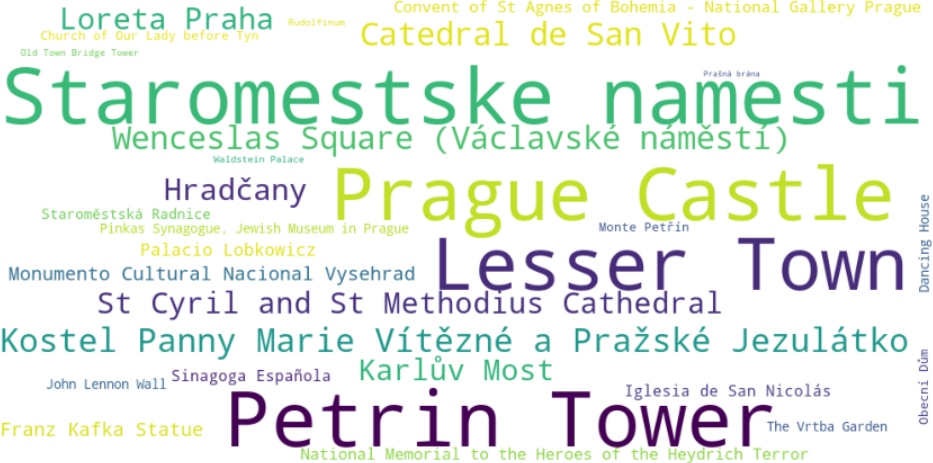 Convent of St Agnes of Bohemia - National Gallery Prague
Loreta Praha
Rudolfinum
Church of Our Lady before Tyn
Catedral de San Vito
Old Town Bridge Tower
Staromestske namesti
Prašná brána
Wenceslas Square (Václavské náměstí)
Waldstein Palace
Hradčany
Prague Castle
Staroměstská Radnice
Pinkas Synagogue, Jewish Museum in Prague
Monte Petřín
Dancing House
Palacio Lobkowicz
Lesser Town
Monumento Cultural Nacional Vysehrad
St Cyril and St Methodius Cathedral
Kostel Panny Marie Vítězné a Pražské Jezulátko
Karlův Most
Sinagoga Española
John Lennon Wall
Iglesia de San Nicolás
Obecní Dům
Petrin Tower
Franz Kafka Statue
The Vrtba Garden
National Memorial to the Heroes of the Heydrich Terror